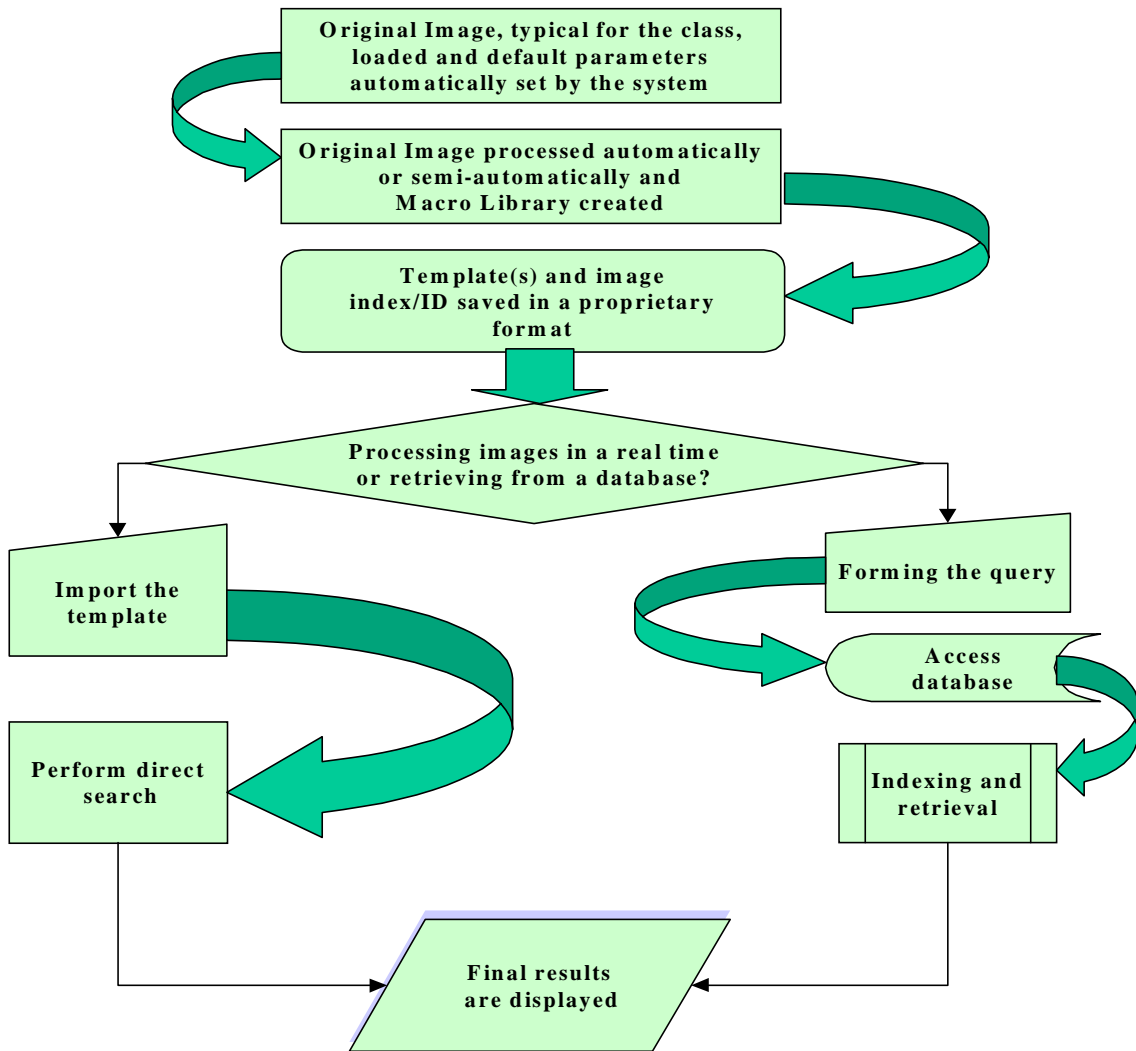 Original Image, typical for the class,
loaded and default parameters
automatically set by the system
Original Image processed automatically
or semi-automatically and
Macro Library created
Template(s) and image
index/ID saved in a proprietary
format
Processing images in a real time
or retrieving from a database?
Import the
template
Forming the query
Access
database
Perform direct
search
Indexing and
retrieval
Final results
are displayed